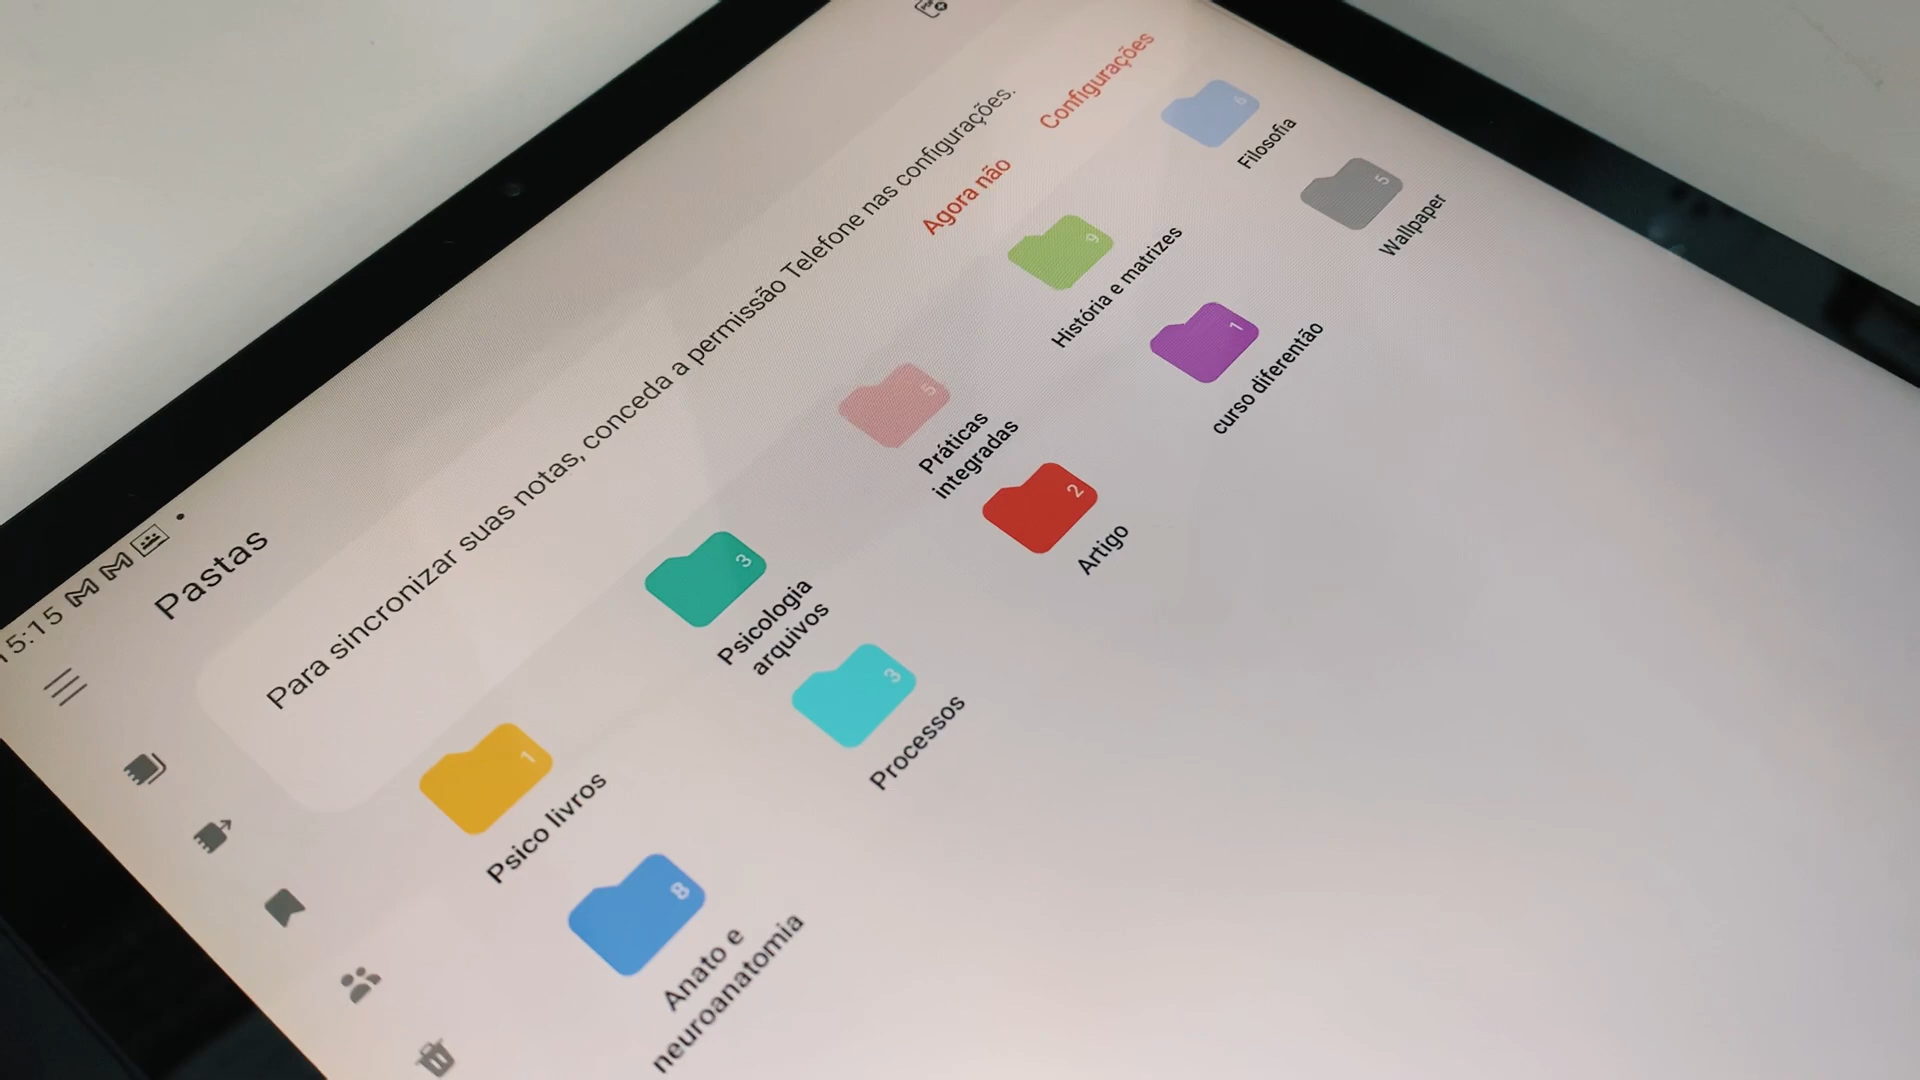 15:15
Pastas
Para sincronizar suas notas, conceda a permissão Telefone nas configurações.
Agora não
Configurações
1
Psico livros
3
Psicologia
arquivos
5
Práticas
integradas
9
História e matrizes
6
Filosofia
8
Anato e
neuroanatomia
3
Processos
2
Artigo
1
curso diferentão
5
Wallpaper